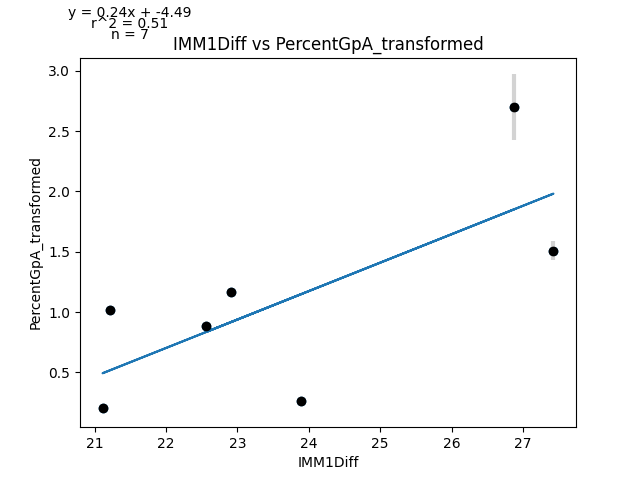 y = 0.24x + -4.49
r^2 = 0.51
n = 7
IMM1Diff vs PercentGpA_transformed
PercentGpA_transformed
3.0
2.5
2.0
1.5
1.0
0.5
21 22 23 24 25 26 27
IMM1Diff